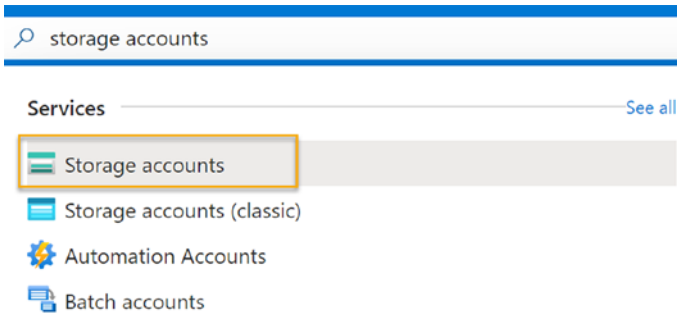 storage accounts
Services See all
Storage accounts
Storage accounts (classic)
Automation Accounts
Batch accounts